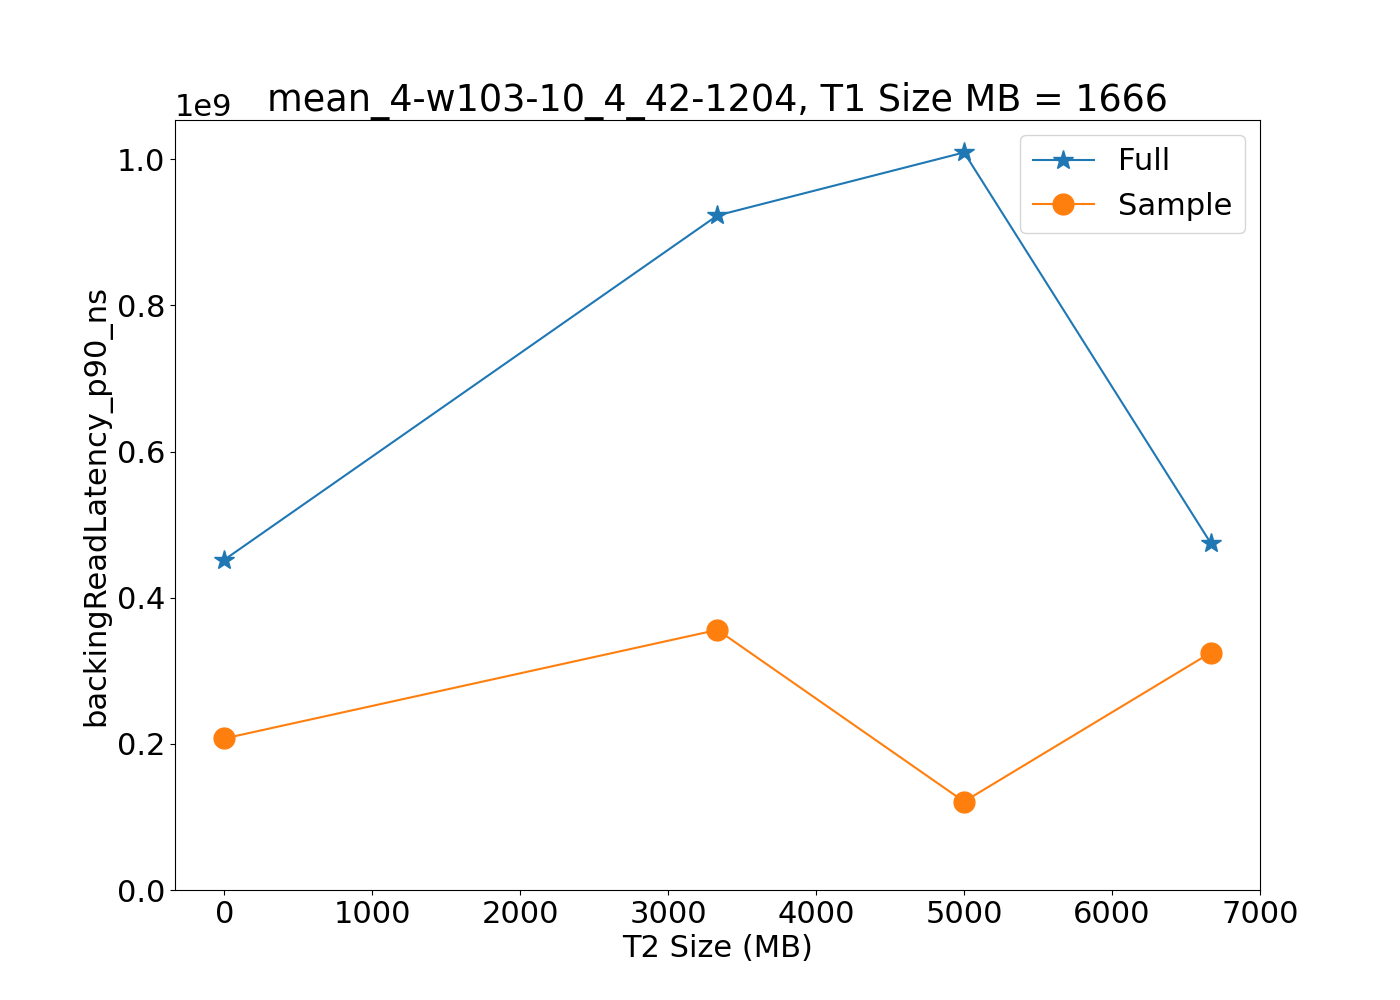 1e9
mean_4-w103-10_4_42-1204, T1 Size MB = 1666
Full
Sample
backingReadLatency_p90_ns
1.0
0.8
0.6
0.4
0.2
0.0
0 1000 2000 3000 4000 5000 6000 7000
T2 Size (MB)